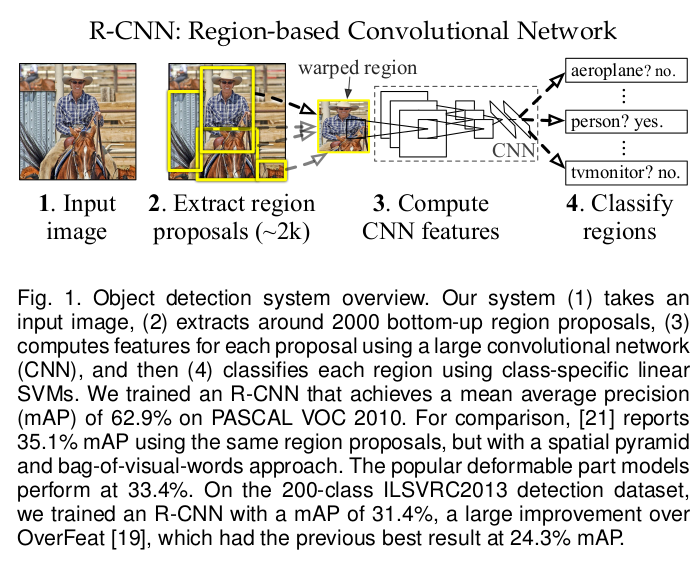 R-CNN: Region-based Convolutional Network
warped region
aeroplane? no.
person? yes.
CNN
tvmonitor? no.
1. Input
image
2. Extract region
proposals (~2k)
3. Compute
CNN features
4. Classify
regions
Fig. 1. Object detection system overview. Our system (1) takes an
input image, (2) extracts around 2000 bottom-up region proposals, (3)
computes features for each proposal using a large convolutional network
(CNN), and then (4) classifies each region using class-specific linear
SVMs. We trained an R-CNN that achieves a mean average precision
(mAP) of 62.9% on PASCAL VOC 2010. For comparison, [21] reports
35.1% mAP using the same region proposals, but with a spatial pyramid
and bag-of-visual-words approach. The popular deformable part models
perform at 33.4%. On the 200-class ILSVRC2013 detection dataset,
we trained an R-CNN with a mAP of 31.4%, a large improvement over
OverFeat [19], which had the previous best result at 24.3% mAP.